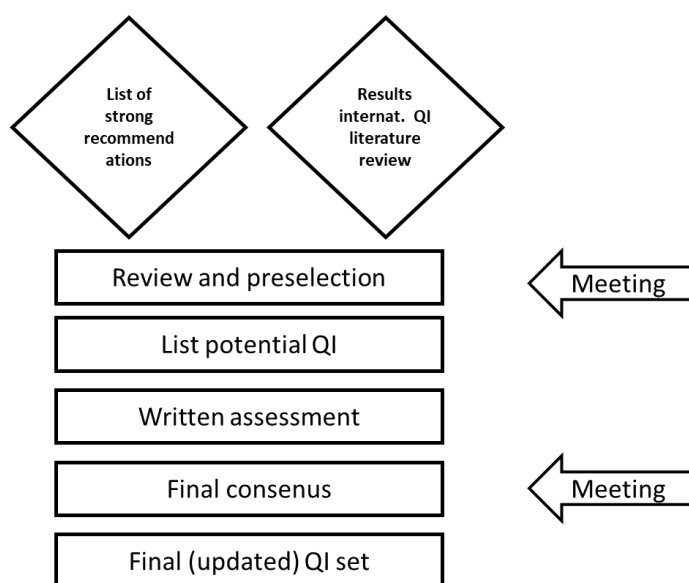 List of
strong
recommend
ations
Results
internat. QI
literature
review
Review and preselection
Meeting
List potential QI
Written assessment
Final consenus
Meeting
Final (updated) QI set